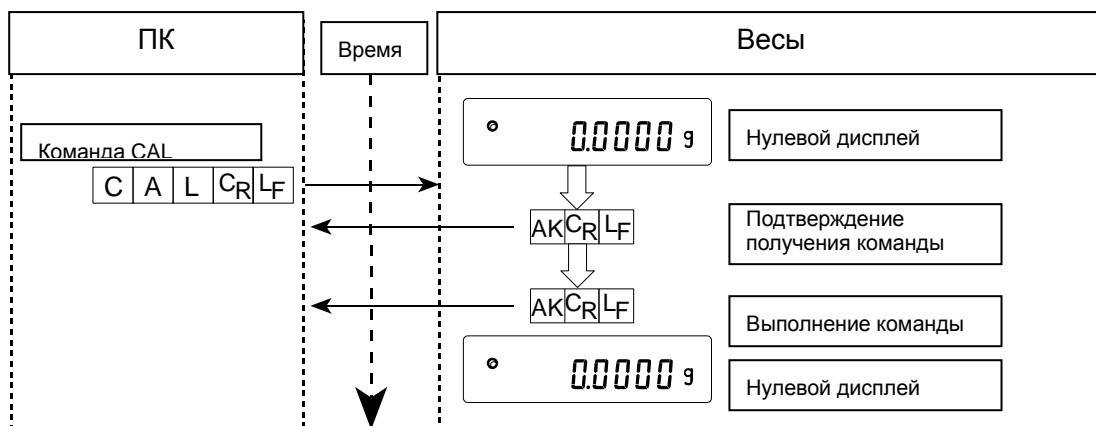 ПК
Время
Весы
0.0000 g
Нулевой дисплей
Команда CAL
C A L CR LF
AK CR LF
Подтверждение
получения команды
AK CR LF
Выполнение команды
0.0000 g
Нулевой дисплей